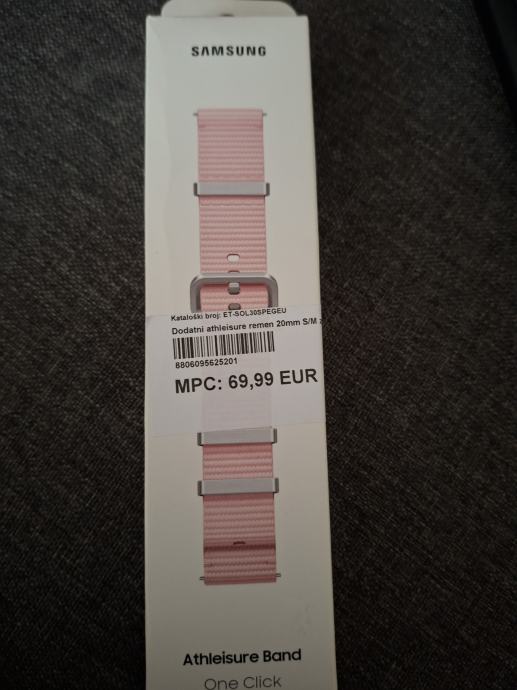 SAMSUNG
Kataloški broj: ET-SOL30SPEGEU
Dodatni athleisure remen 20mm S/M z
8806095625201
MPC: 69,99 EUR
Athleisure Band
One Click